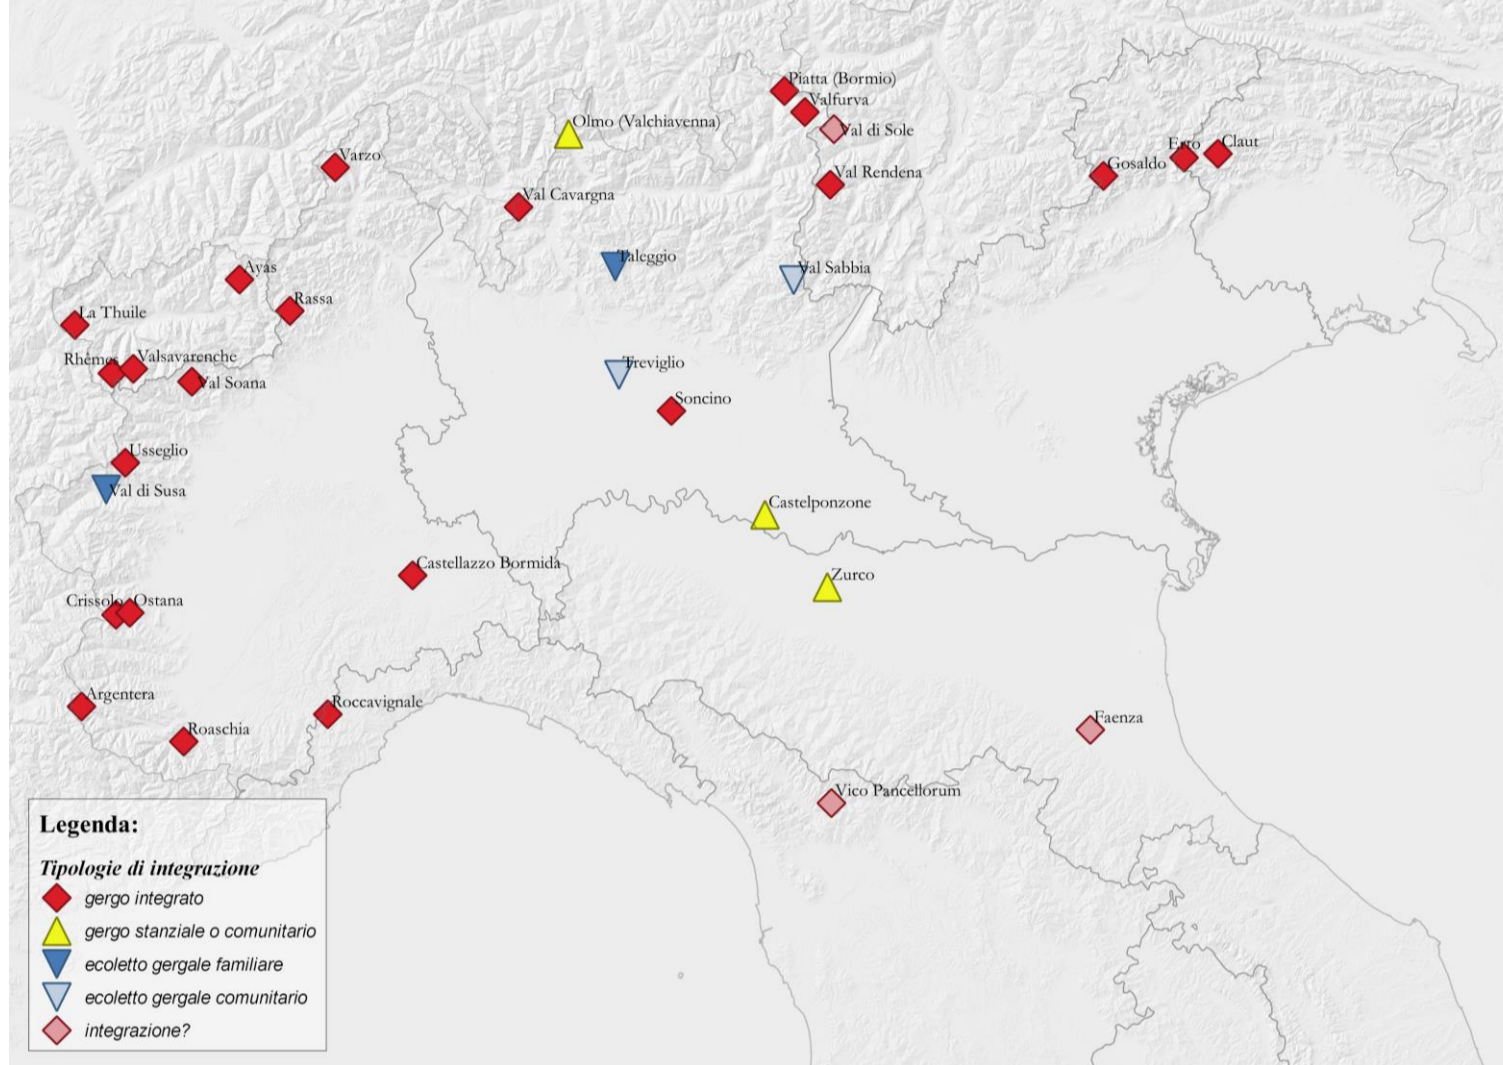 Piatta (Bormio)
Valfurva
Olmo (Valchiavenna)
Val di Sole
Erto
Claut
Varzo
Gosaldo
Val Rendena
Val Cavargna
Taleggio
Val Sabbia
Ayas
Rassa
La Thuile
Rhêmes
Valsavarenche
Treviglio
Val Soana
Soncino
Usseglio
Val di Susa
Castelponzone
Castellazzo Bormida
Zurco
Crissolo
Ostana
Argentera
Roccavignale
Roaschia
Faenza
Vico Pancellorum
Legenda:
Tipologie di integrazione
gergo integrato
gergo stanziale o comunitario
ecoletto gergale familiare
ecoletto gergale comunitario
integrazione?